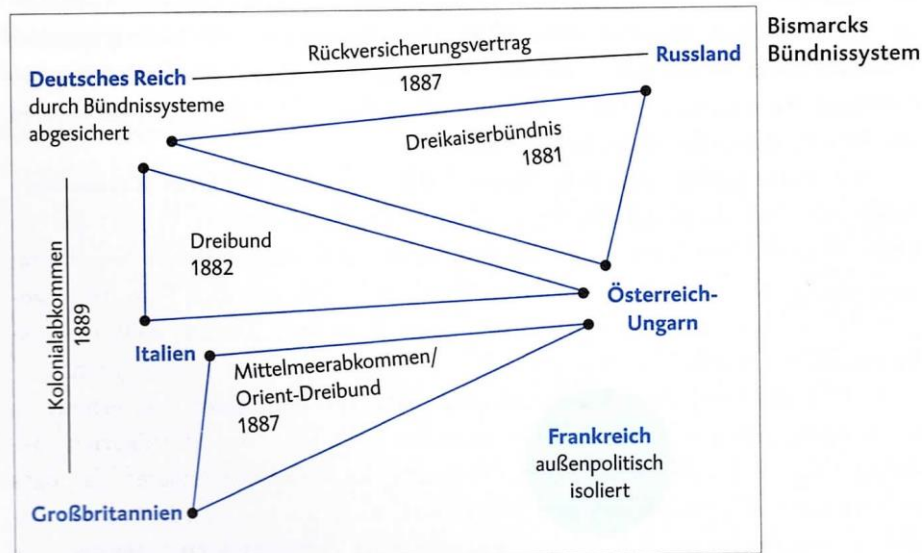 Bismarcks
Bündnissystem
Rückversicherungsvertrag
1887
Deutsches Reich
durch Bündnissysteme
abgesichert
Russland
Dreikaiserbündnis
1881
Kolonialabkommen
1889
Dreibund
1882
Österreich-
Ungarn
Italien
Mittelmeerabkommen/
Orient-Dreibund
1887
Frankreich
außenpolitisch
isoliert
Großbritannien